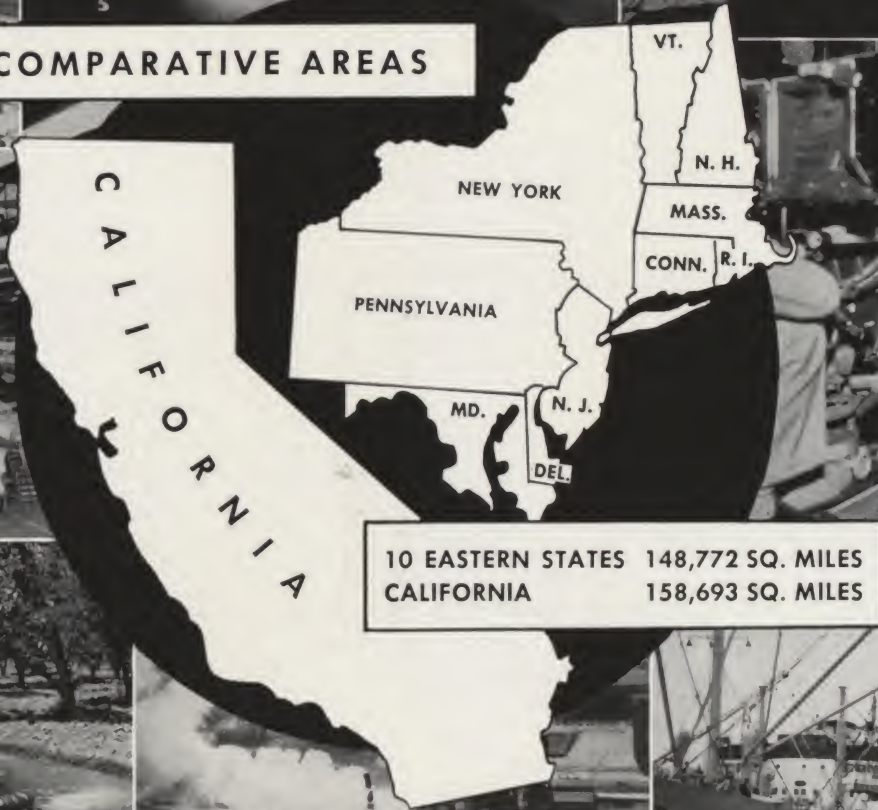 COMPARATIVE AREAS
VT.
N. H.
NEW YORK
MASS.
CONN.
R. I.
PENNSYLVANIA
MD.
N. J.
DEL.
CALIFORNIA
10 EASTERN STATES 148,772 SQ. MILES
CALIFORNIA 158,693 SQ. MILES